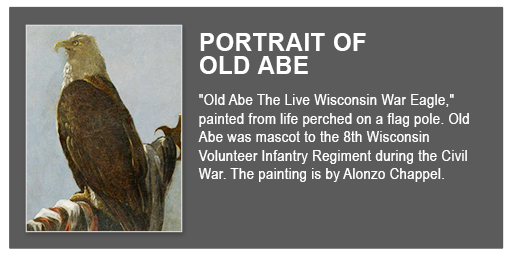 PORTRAIT OF
OLD ABE
"Old Abe The Live Wisconsin War Eagle,"
painted from life perched on a flag pole. Old
Abe was mascot to the 8th Wisconsin
Volunteer Infantry Regiment during the Civil
War. The painting is by Alonzo Chappel.